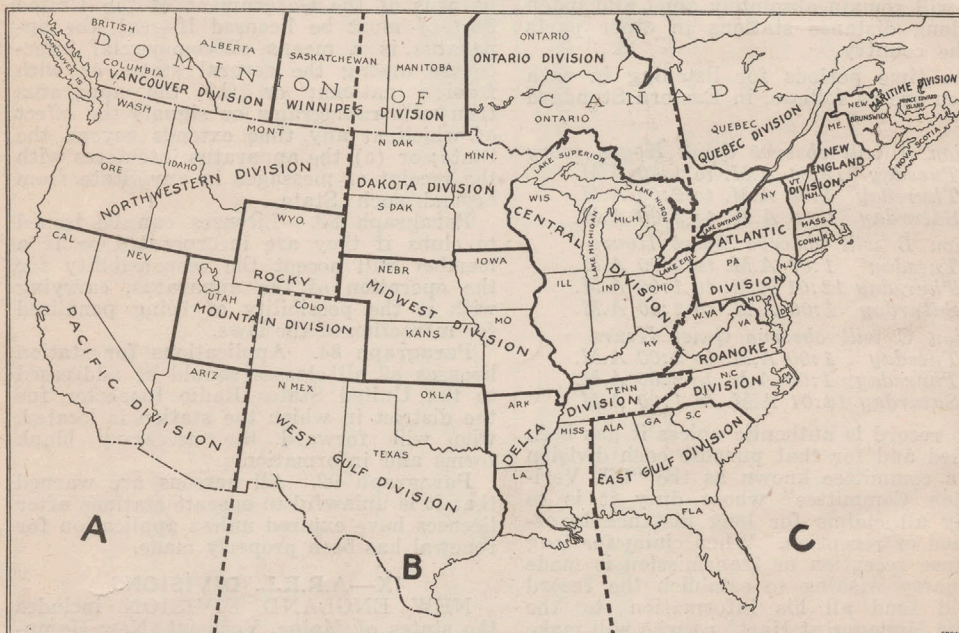 BRITISH
COLUMBIA
VANCOUVER IS
DOMINION OF CANADA
ALBERTA
SASKATCHEWAN
MANITOBA
ONTARIO
ONTARIO DIVISION
VANCOUVER DIVISION
WINNIPEG DIVISION
ONTARIO
QUEBEC
QUEBEC DIVISION
MARITIME DIVISION
NEW BRUNSWICK
PRINCE EDWARD ISLAND
NOVA SCOTIA
WASH
MONT
N DAK
MINN.
LAKE SUPERIOR
ME.
NEW ENGLAND DIVISION
VT.
N.H.
MASS.
CONN.
R.I.
ORE
IDAHO
NORTHWESTERN DIVISION
DAKOTA DIVISION
S DAK
WIS
LAKE MICHIGAN
MICH
LAKE HURON
LAKE ONTARIO
LAKE ERIE
NY
ATLANTIC DIVISION
PA
N.J.
WYO.
CENTRAL DIVISION
CAL
NEV
ROCKY MOUNTAIN DIVISION
UTAH
COLO.
NEBR
IOWA
MIDWEST DIVISION
KANS
MO
ILL
IND
OHIO
KY
W.VA
MD.
DEL.
VA
ROANOKE DIVISION
N.C.
PACIFIC DIVISION
ARIZ
N MEX
OKLA
ARK
TENN
DELTA DIVISION
MISS
ALA
GA
S.C
EAST GULF DIVISION
WEST GULF DIVISION
TEXAS
LA
FLA
A
B
C